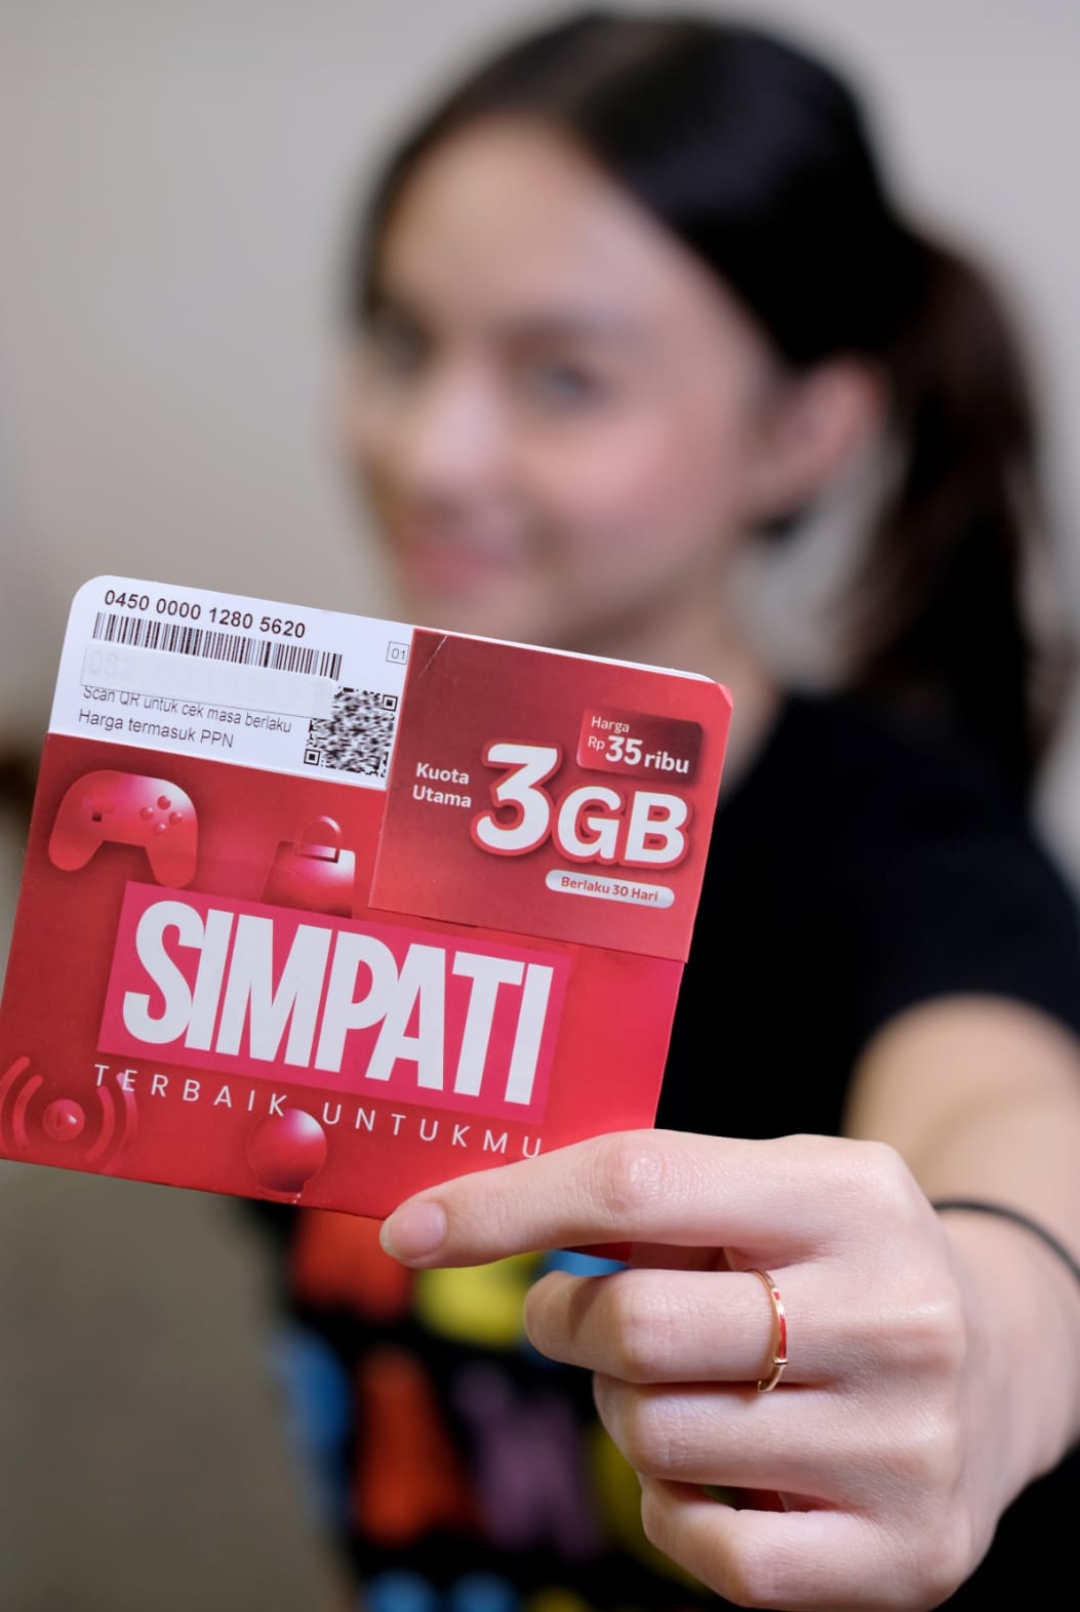 0450 0000 1280 5620
01
Scan QR untuk cek masa berlaku
Harga termasuk PPN
Harga
Rp 35 ribu
Kuota
Utama
3GB
Berlaku 30 Hari
SIMPATI
TERBAIK UNTUKMU